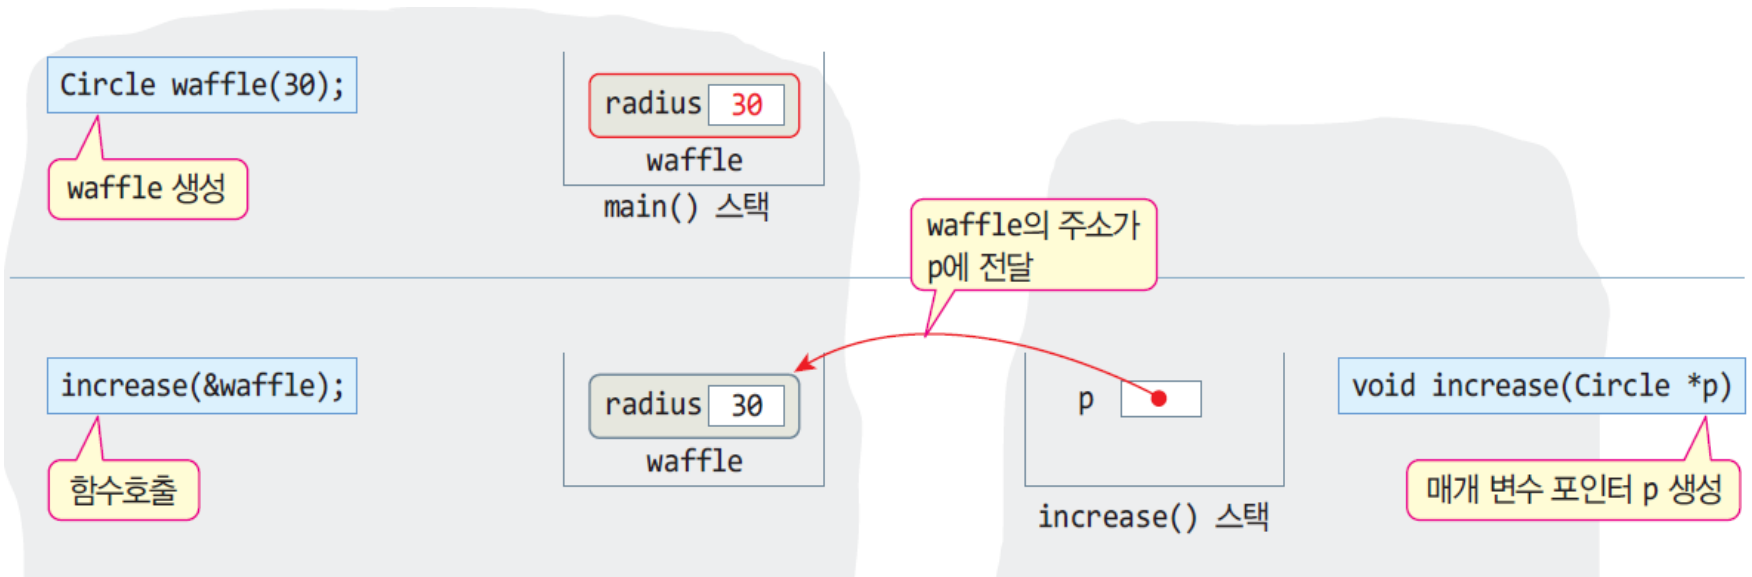 Circle waffle(30);
waffle 생성
radius 30
waffle
main() 스택
waffle의 주소가
p에 전달
increase(&waffle);
함수호출
radius 30
waffle
p
increase() 스택
void increase(Circle *p)
매개 변수 포인터 p 생성